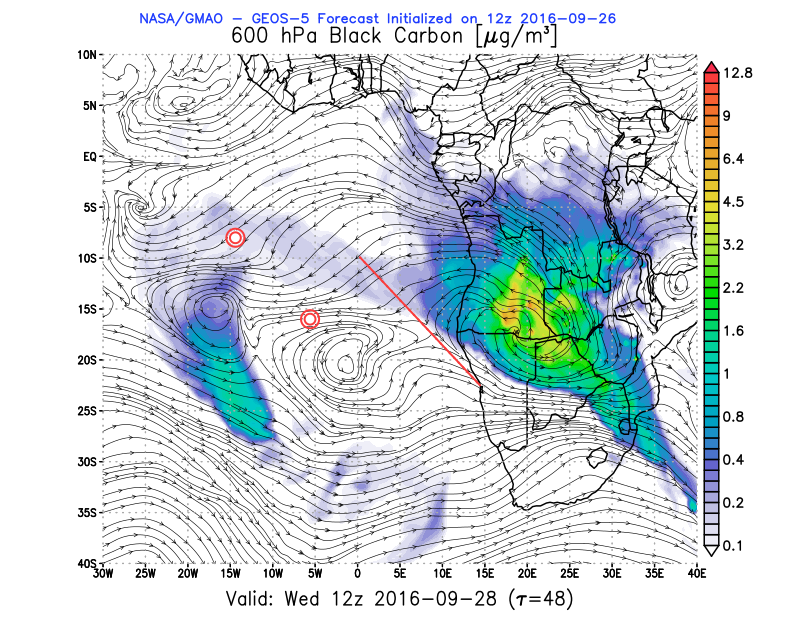 NASA/GMAO − GEOS−5 Forecast Initialized on 12z 2016−09−26
600 hPa Black Carbon [μg/m³]
10N
5N
EQ
5S
10S
15S
20S
25S
30S
35S
40S
30W 25W 20W 15W 10W 5W 0 5E 10E 15E 20E 25E 30E 35E 40E
12.8
9
6.4
4.5
3.2
2.2
1.6
1
0.8
0.4
0.2
0.1
Valid: Wed 12z 2016−09−28 (τ=48)